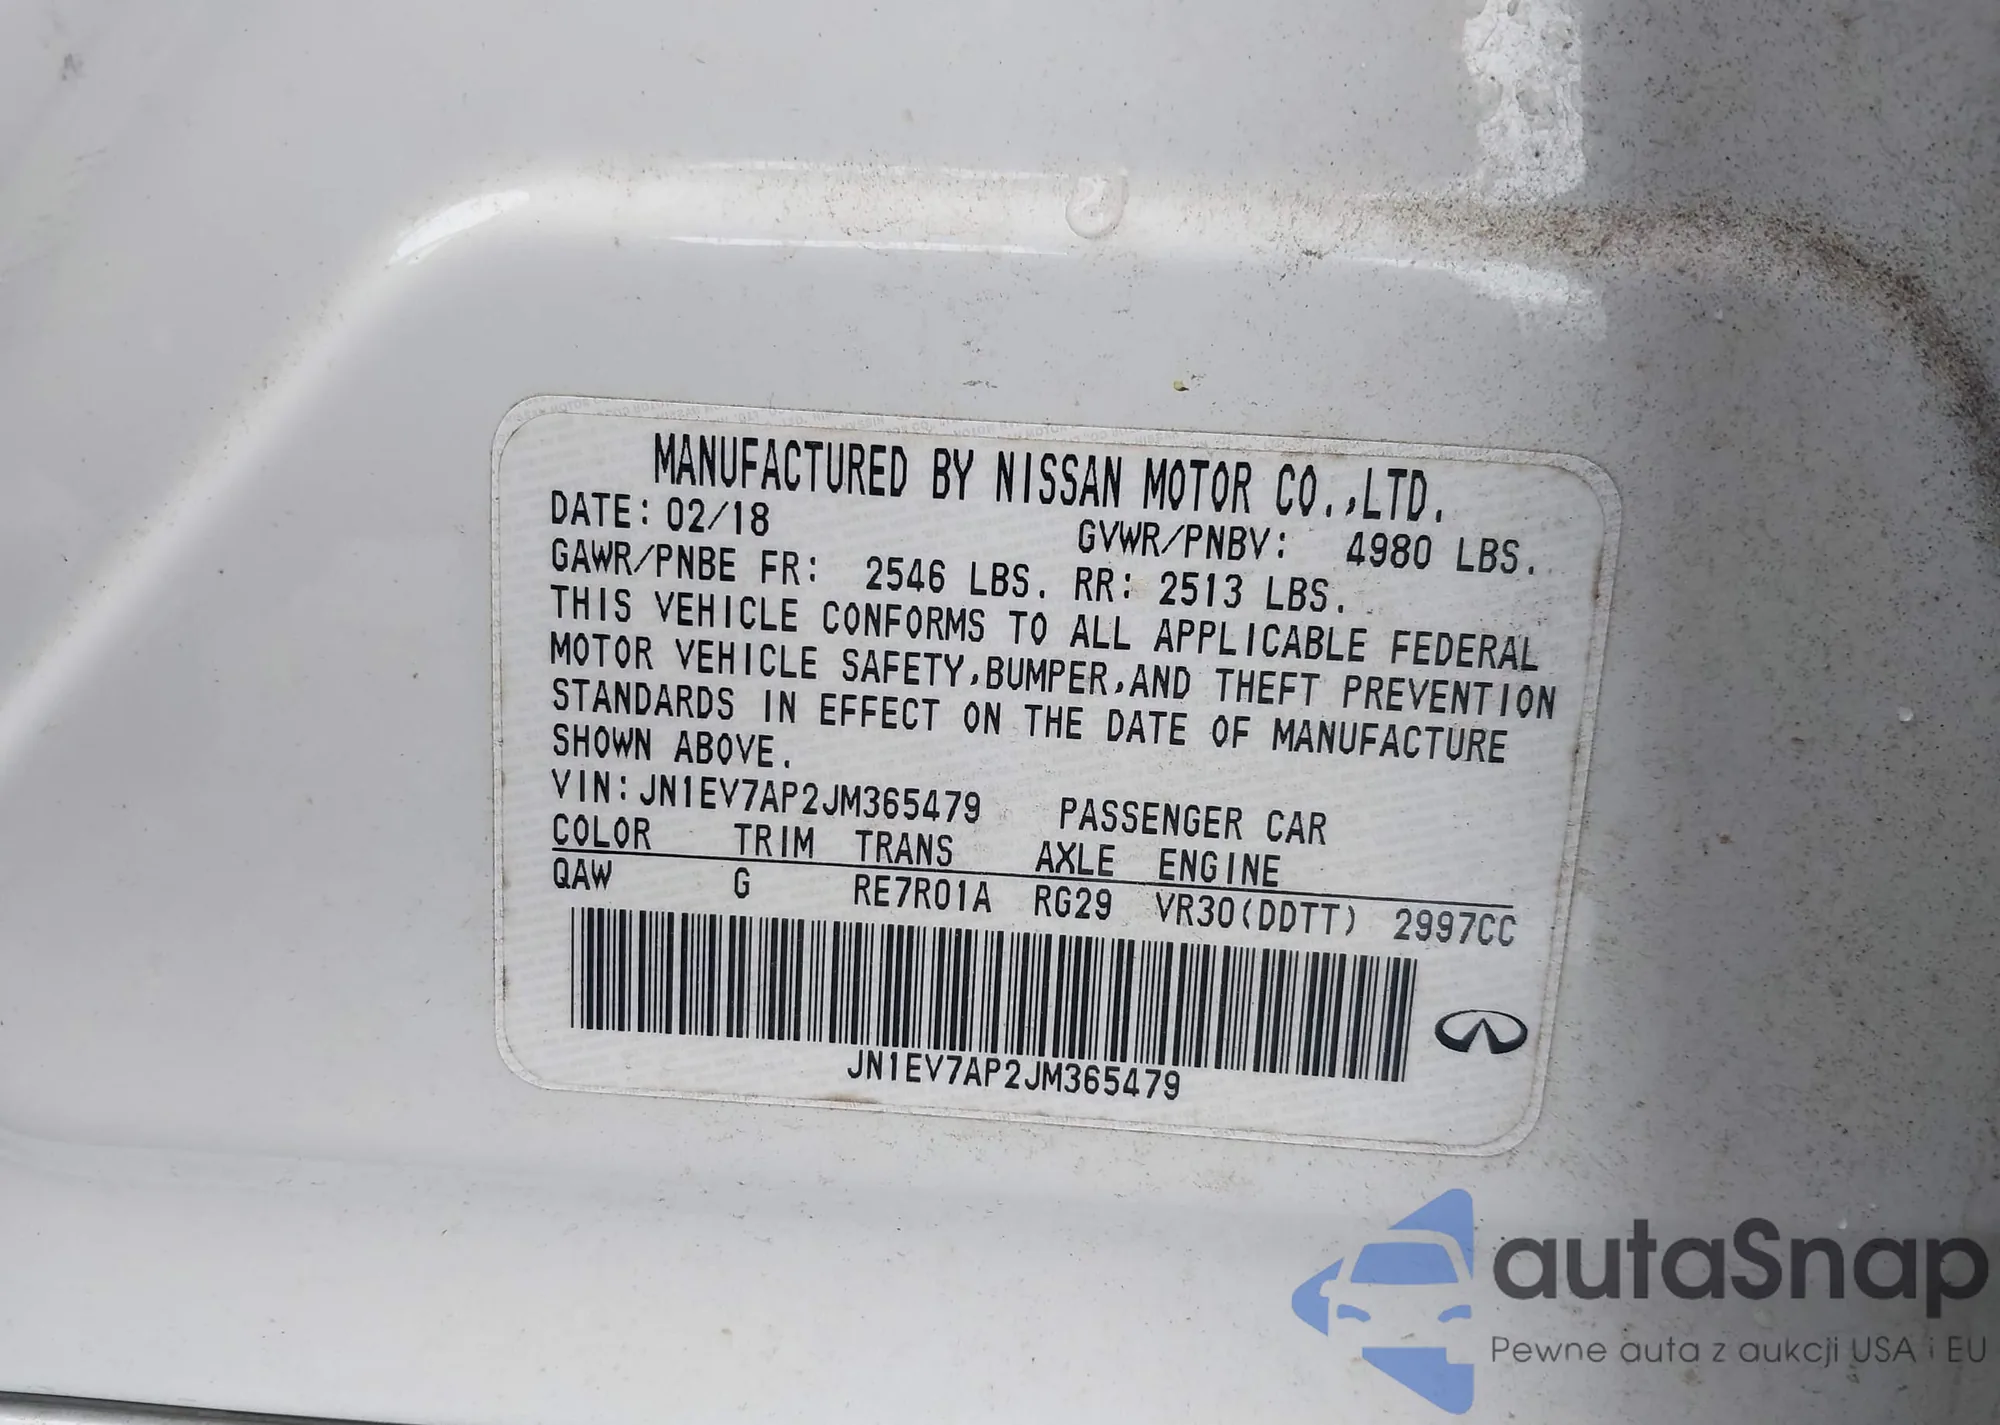 MANUFACTURED BY NISSAN MOTOR CO.,LTD.
DATE: 02/18 GVWR/PNBV: 4980 LBS.
GAWR/PNBE FR: 2546 LBS. RR: 2513 LBS.
THIS VEHICLE CONFORMS TO ALL APPLICABLE FEDERAL
MOTOR VEHICLE SAFETY,BUMPER,AND THEFT PREVENTION
STANDARDS IN EFFECT ON THE DATE OF MANUFACTURE
SHOWN ABOVE.
VIN:JN1EV7AP2JM365479 PASSENGER CAR
COLOR TRIM TRANS AXLE ENGINE
QAW G RE7R01A RG29 VR30(DDTT) 2997CC
JN1EV7AP2JM365479
autaSnap
Pewne auta z aukcji USA i EU